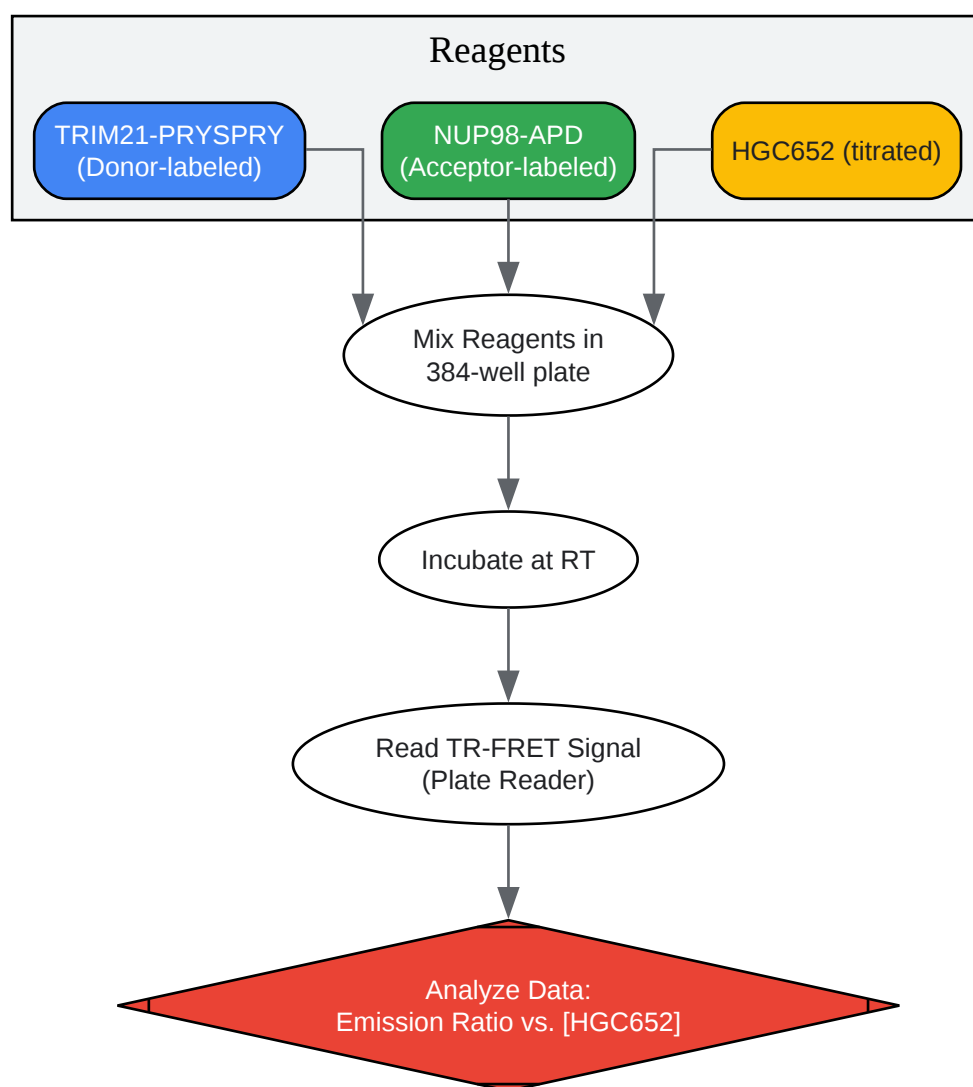 Reagents
TRIM21-PRYSPRY
(Donor-labeled)
NUP98-APD
(Acceptor-labeled)
HGC652 (titrated)
Mix Reagents in
384-well plate
Incubate at RT
Read TR-FRET Signal
(Plate Reader)
Analyze Data:
Emission Ratio vs. [HGC652]